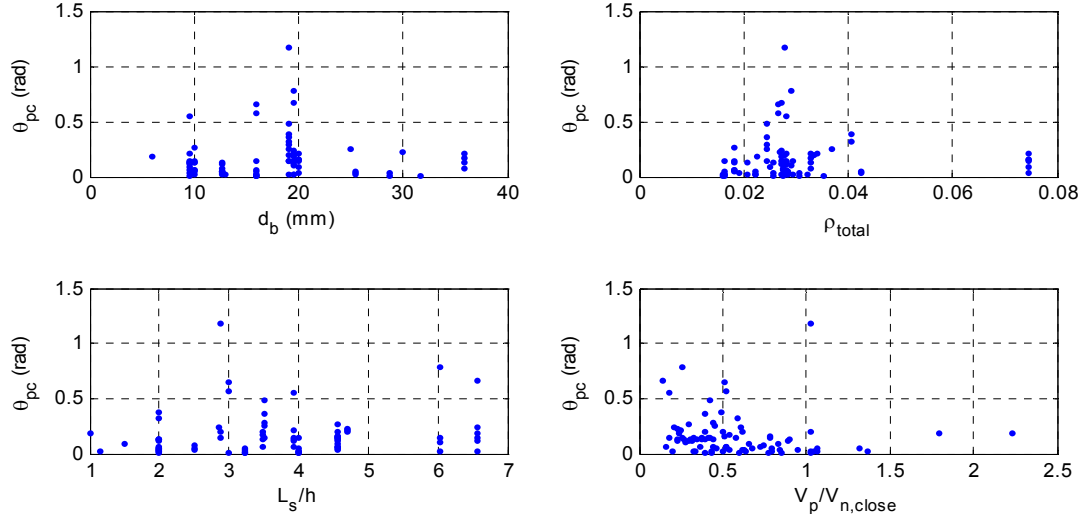 1.5
1
0.5
0
θpc (rad)
0 10 20 30 40
db (mm)
1.5
1
0.5
0
θpc (rad)
0 0.02 0.04 0.06 0.08
ρtotal
1.5
1
0.5
0
θpc (rad)
1 2 3 4 5 6 7
Ls/h
1.5
1
0.5
0
θpc (rad)
0 0.5 1 1.5 2 2.5
Vp/Vn,close